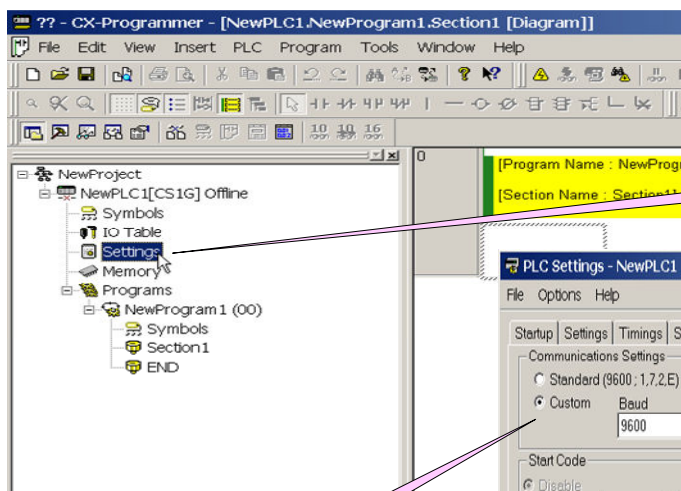 ?? - CX-Programmer - [NewPLC1.NewProgram1.Section1 [Diagram]]
File Edit View Insert PLC Program Tools Window Help
10 10 16
NewProject
NewPLC1[CS1G] Offline
Symbols
IO Table
Settings
Memory
Programs
NewProgram1 (00)
Symbols
Section1
END
0
[Program Name : NewProgr
[Section Name : Section1]
PLC Settings - NewPLC1
File Options Help
Startup Settings Timings S
Communications Settings
Standard (9600 ; 1,7,2,E)
Custom Baud
9600
Start Code
Disable